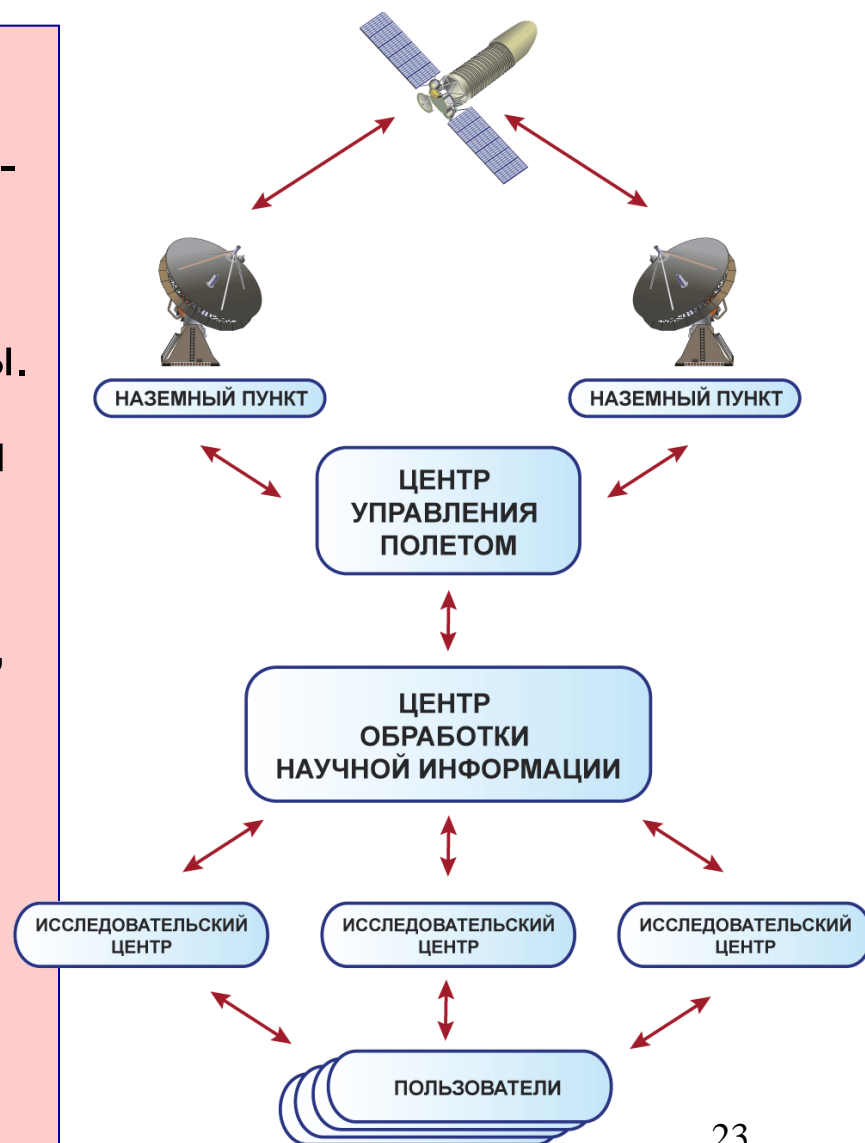 -
ы.
НАЗЕМНЫЙ ПУНКТ
НАЗЕМНЫЙ ПУНКТ
ЦЕНТР
УПРАВЛЕНИЯ
ПОЛЕТОМ
ЦЕНТР
ОБРАБОТКИ
НАУЧНОЙ ИНФОРМАЦИИ
ИССЛЕДОВАТЕЛЬСКИЙ
ЦЕНТР
ИССЛЕДОВАТЕЛЬСКИЙ
ЦЕНТР
ИССЛЕДОВАТЕЛЬСКИЙ
ЦЕНТР
ПОЛЬЗОВАТЕЛИ
23